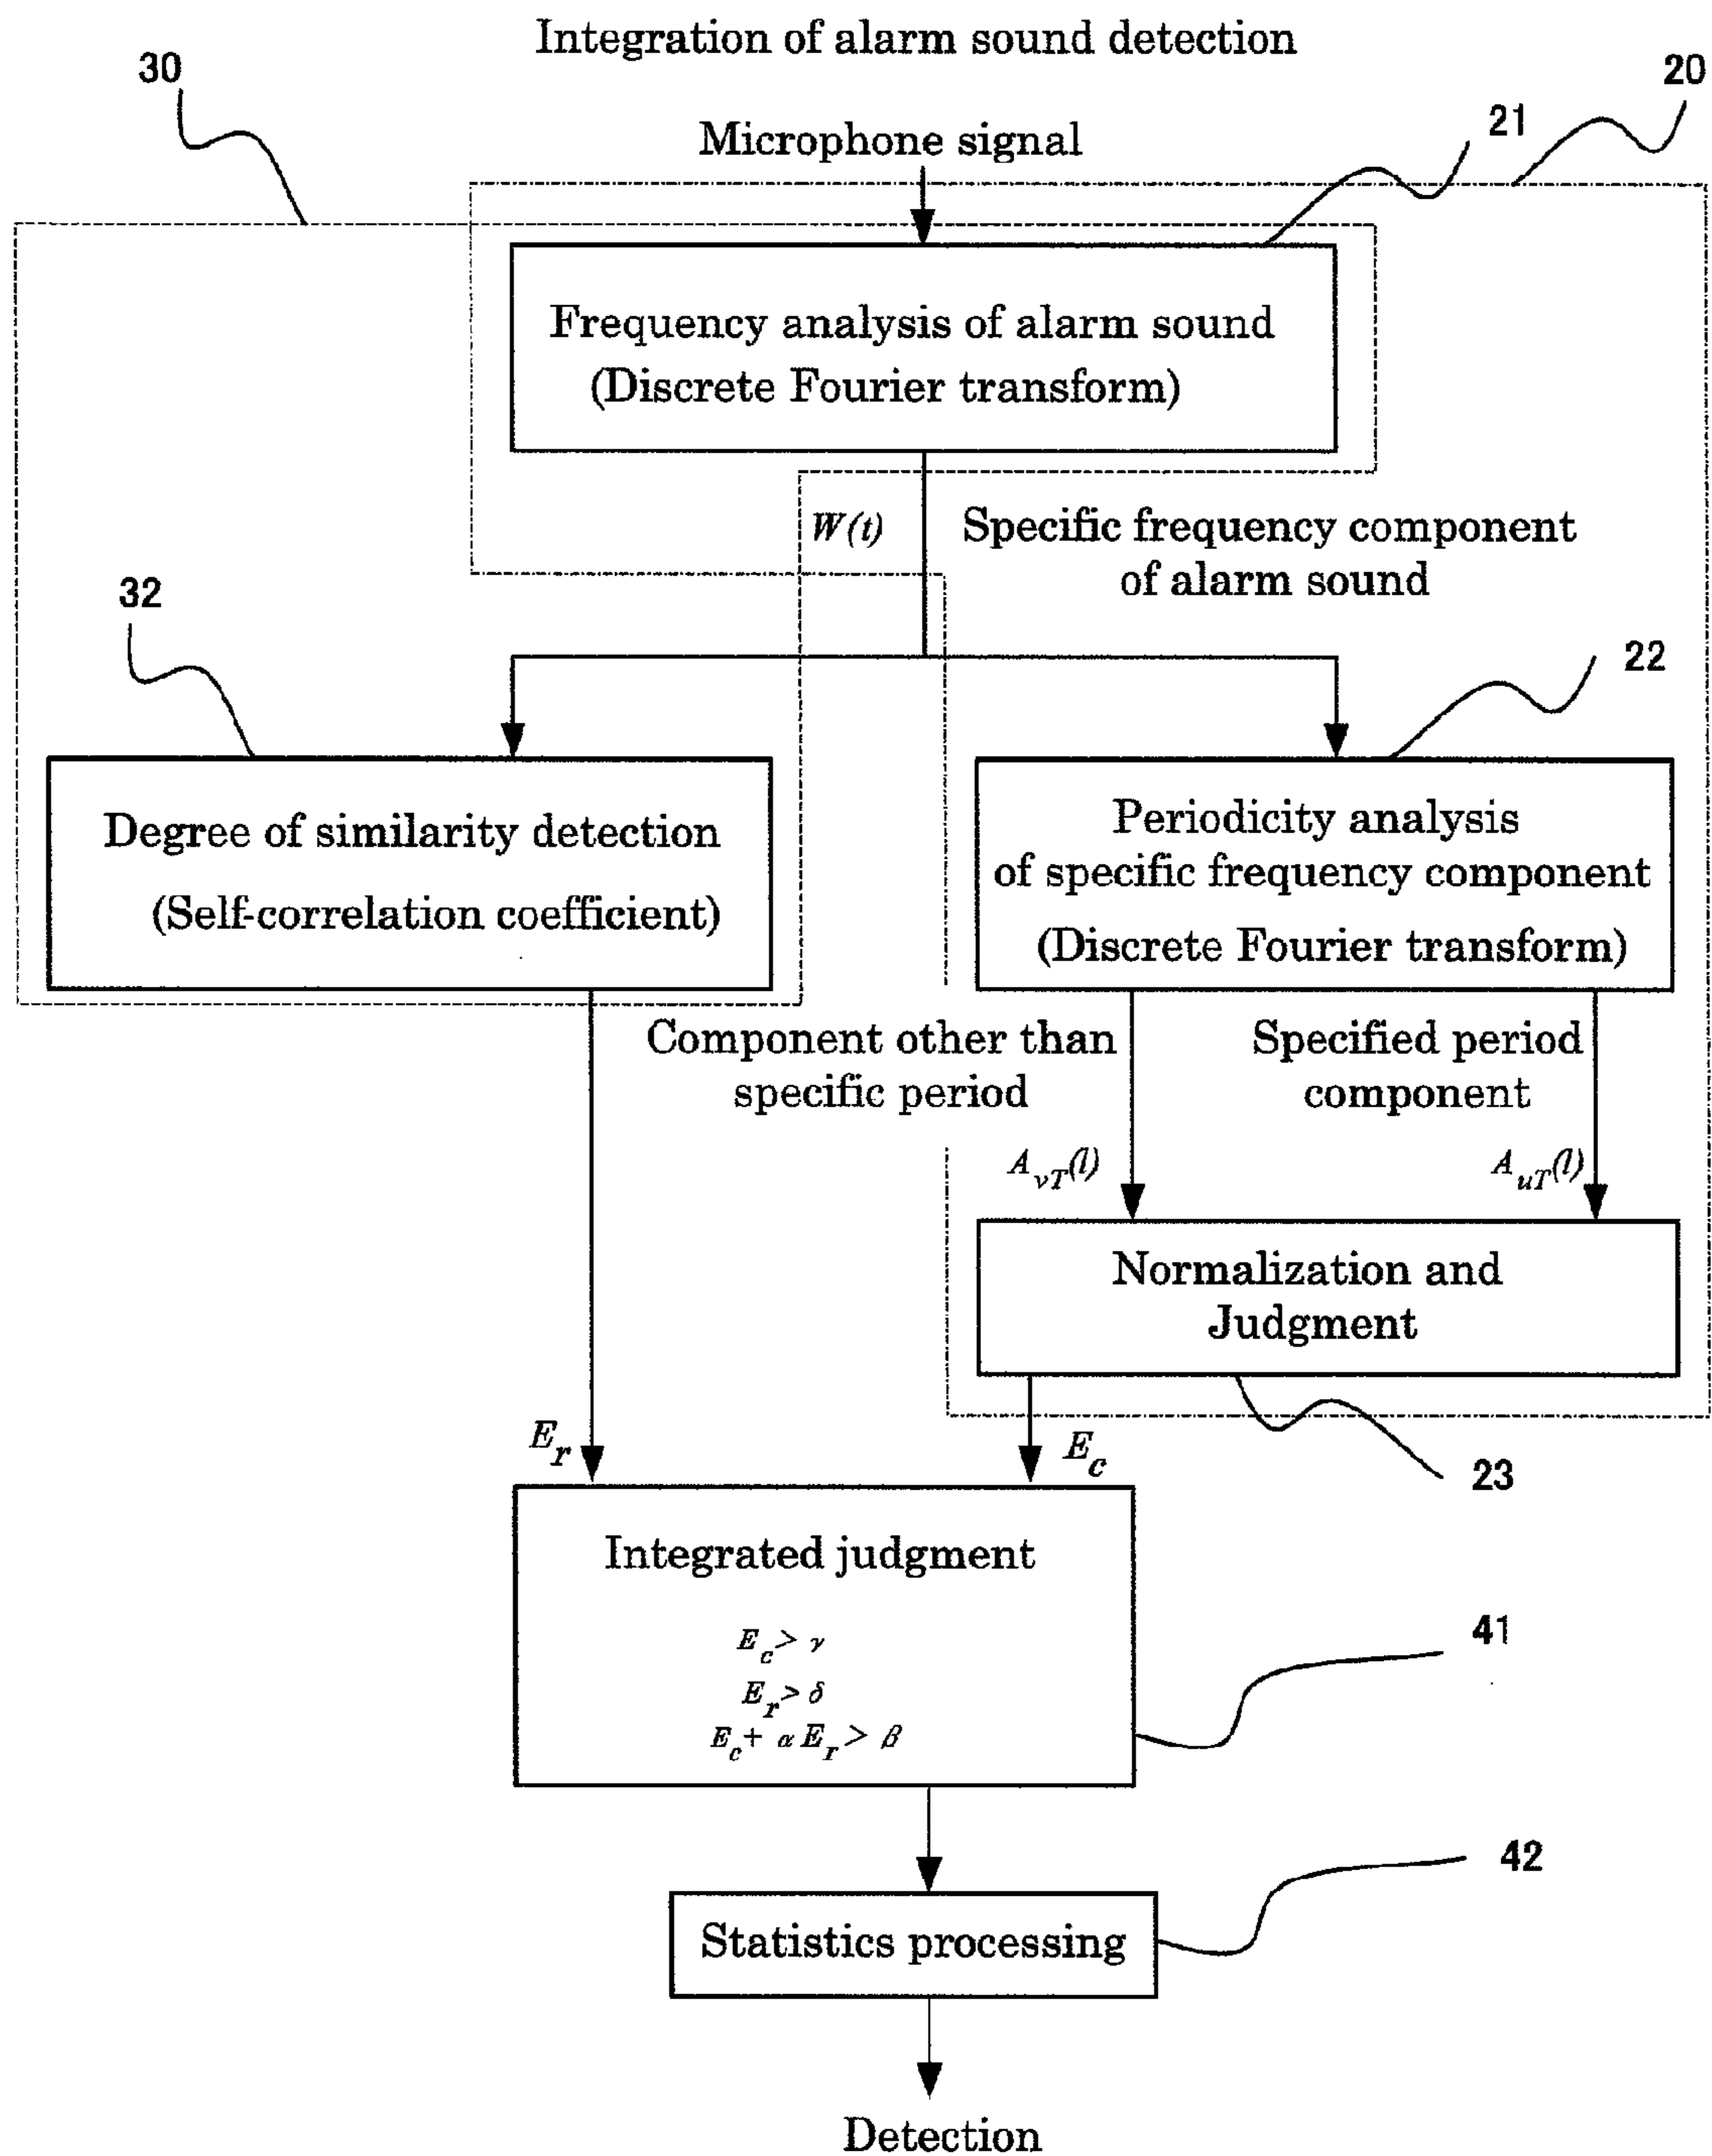 Integration of alarm sound detection
30
20
Microphone signal
21
Frequency analysis of alarm sound
(Discrete Fourier transform)
W(t)
Specific frequency component
of alarm sound
32
22
Degree of similarity detection
(Self-correlation coefficient)
Periodicity analysis
of specific frequency component
(Discrete Fourier transform)
Component other than
specific period
Specified period
component
A_vT(l)
A_uT(l)
Normalization and
Judgment
E_r
E_c
23
Integrated judgment
E_c > γ
E_r > δ
E_c + α E_r > β
41
42
Statistics processing
Detection